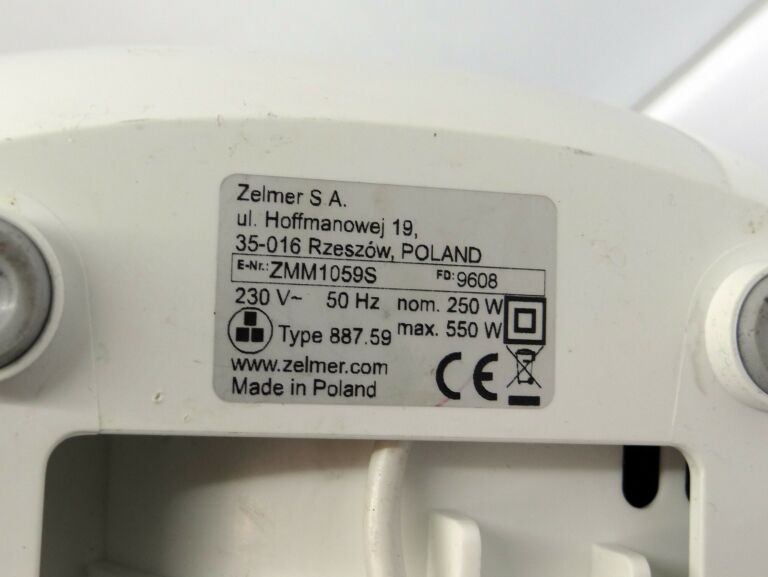 Zelmer S.A.
ul. Hoffmanowej 19,
35-016 Rzeszów, POLAND
E-Nr.: ZMM1059S FD: 9608
230 V~ 50 Hz nom. 250 W
Type 887.59 max. 550 W
www.zelmer.com
Made in Poland
CE